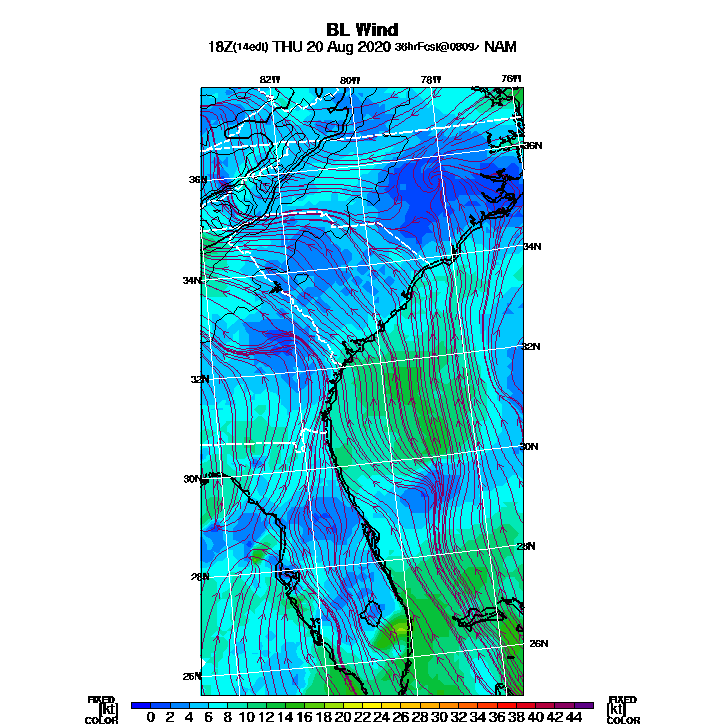 BL Wind
18Z(14edt) THU 20 Aug 2020 36hrFcst@0809z NAM
82W 80W 78W 76W
36N
36N
34N
34N
32N
32N
30N
30N
28N
28N
26N
26N
FIXED FIXED
[kt] 0 2 4 6 8 10 12 14 16 18 20 22 24 26 28 30 32 34 36 38 40 42 44 [kt]
COLOR COLOR